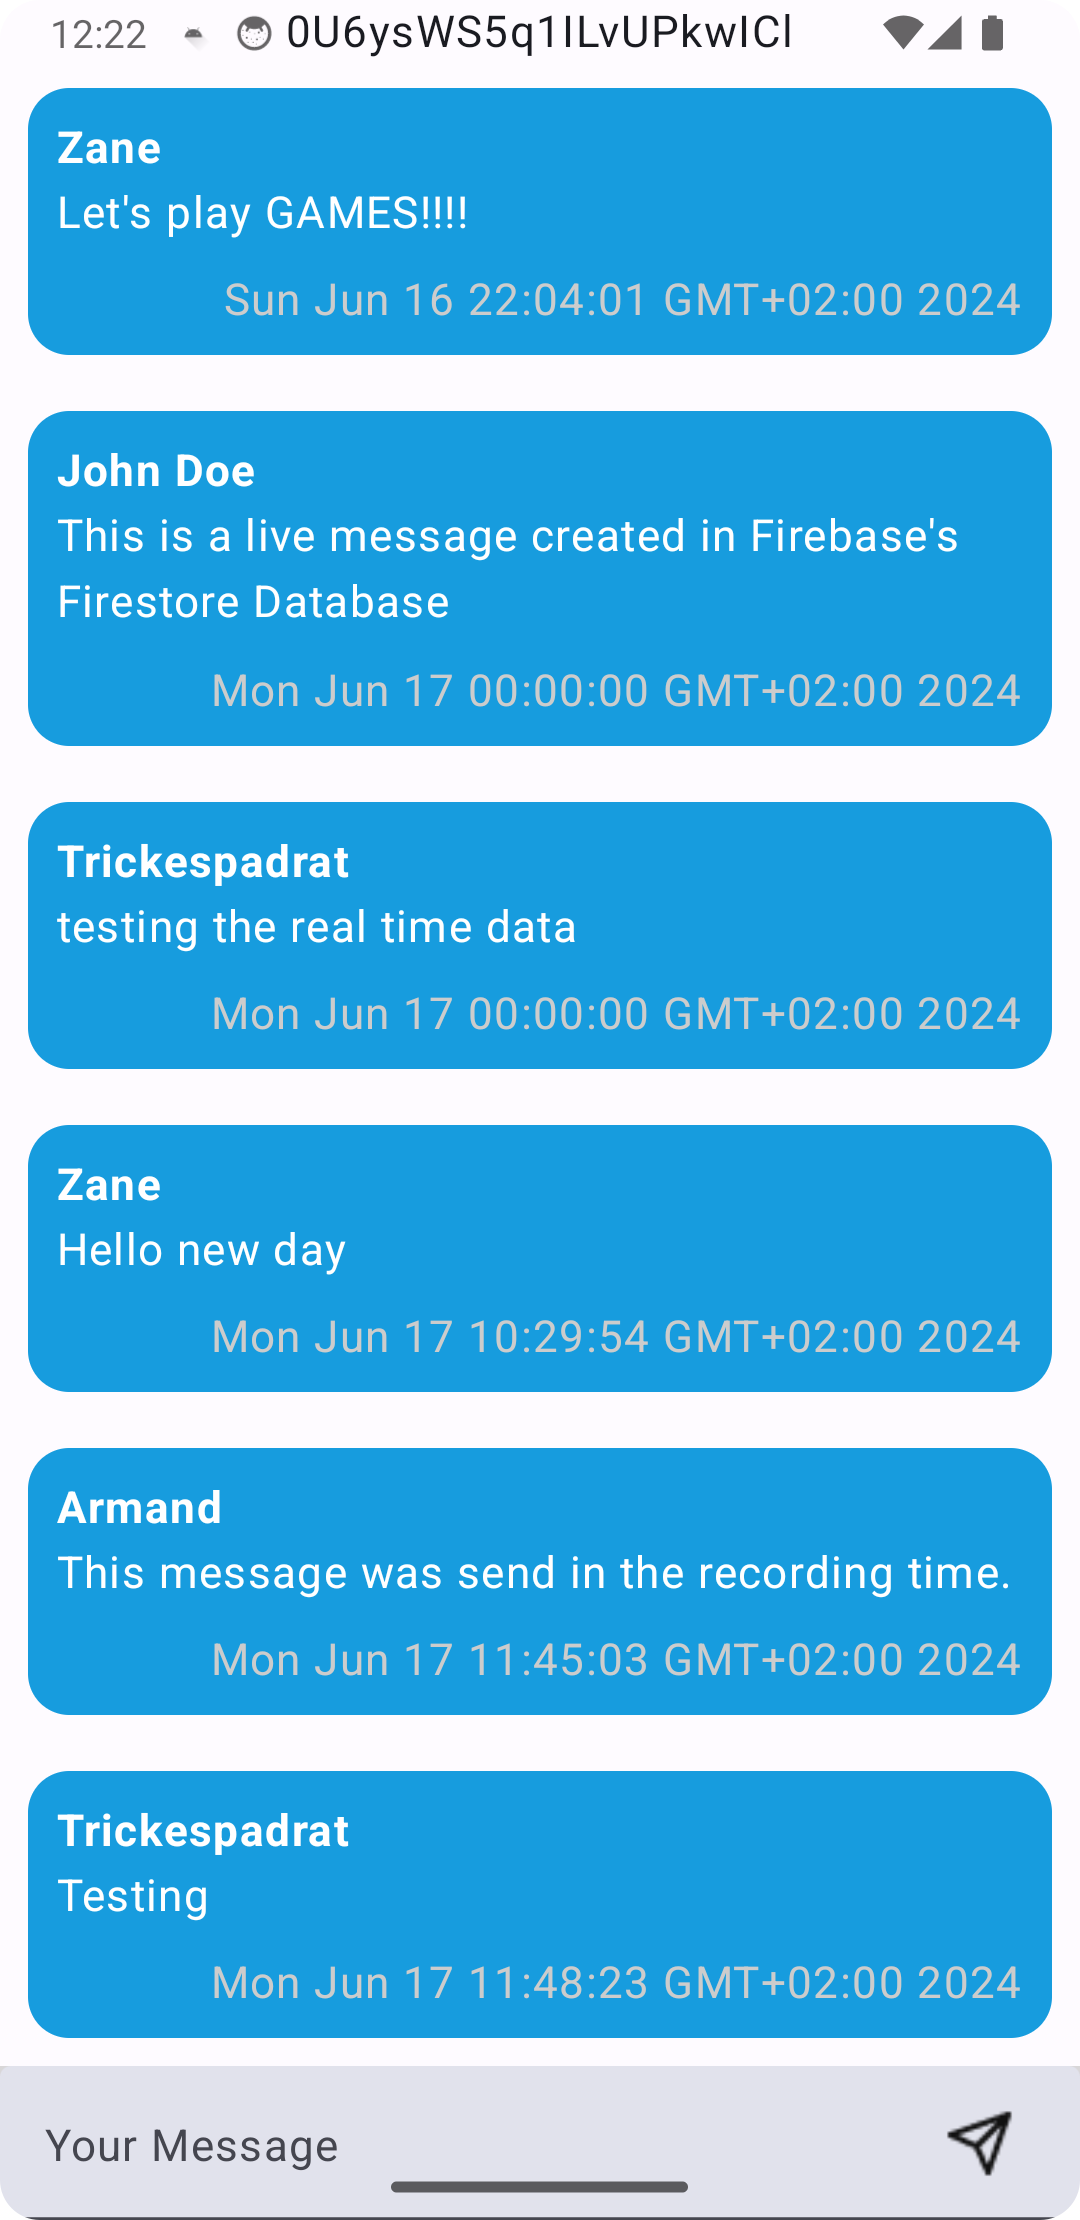 12:22 0U6ysWS5q1ILvUPkwICl
Zane
Let's play GAMES!!!!
Sun Jun 16 22:04:01 GMT+02:00 2024
John Doe
This is a live message created in Firebase's
Firestore Database
Mon Jun 17 00:00:00 GMT+02:00 2024
Trickespadrat
testing the real time data
Mon Jun 17 00:00:00 GMT+02:00 2024
Zane
Hello new day
Mon Jun 17 10:29:54 GMT+02:00 2024
Armand
This message was send in the recording time.
Mon Jun 17 11:45:03 GMT+02:00 2024
Trickespadrat
Testing
Mon Jun 17 11:48:23 GMT+02:00 2024
Your Message